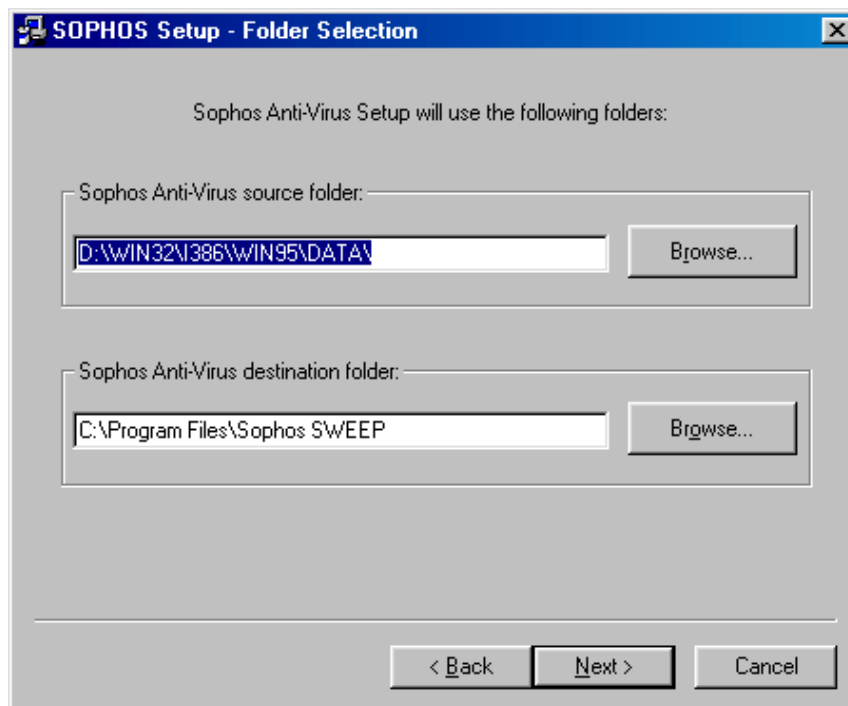 SOPHOS Setup - Folder Selection
Sophos Anti-Virus Setup will use the following folders:
Sophos Anti-Virus source folder:
D:\WIN32\I386\WIN95\DATA\
Browse...
Sophos Anti-Virus destination folder:
C:\Program Files\Sophos SWEEP
Browse...
< Back Next > Cancel